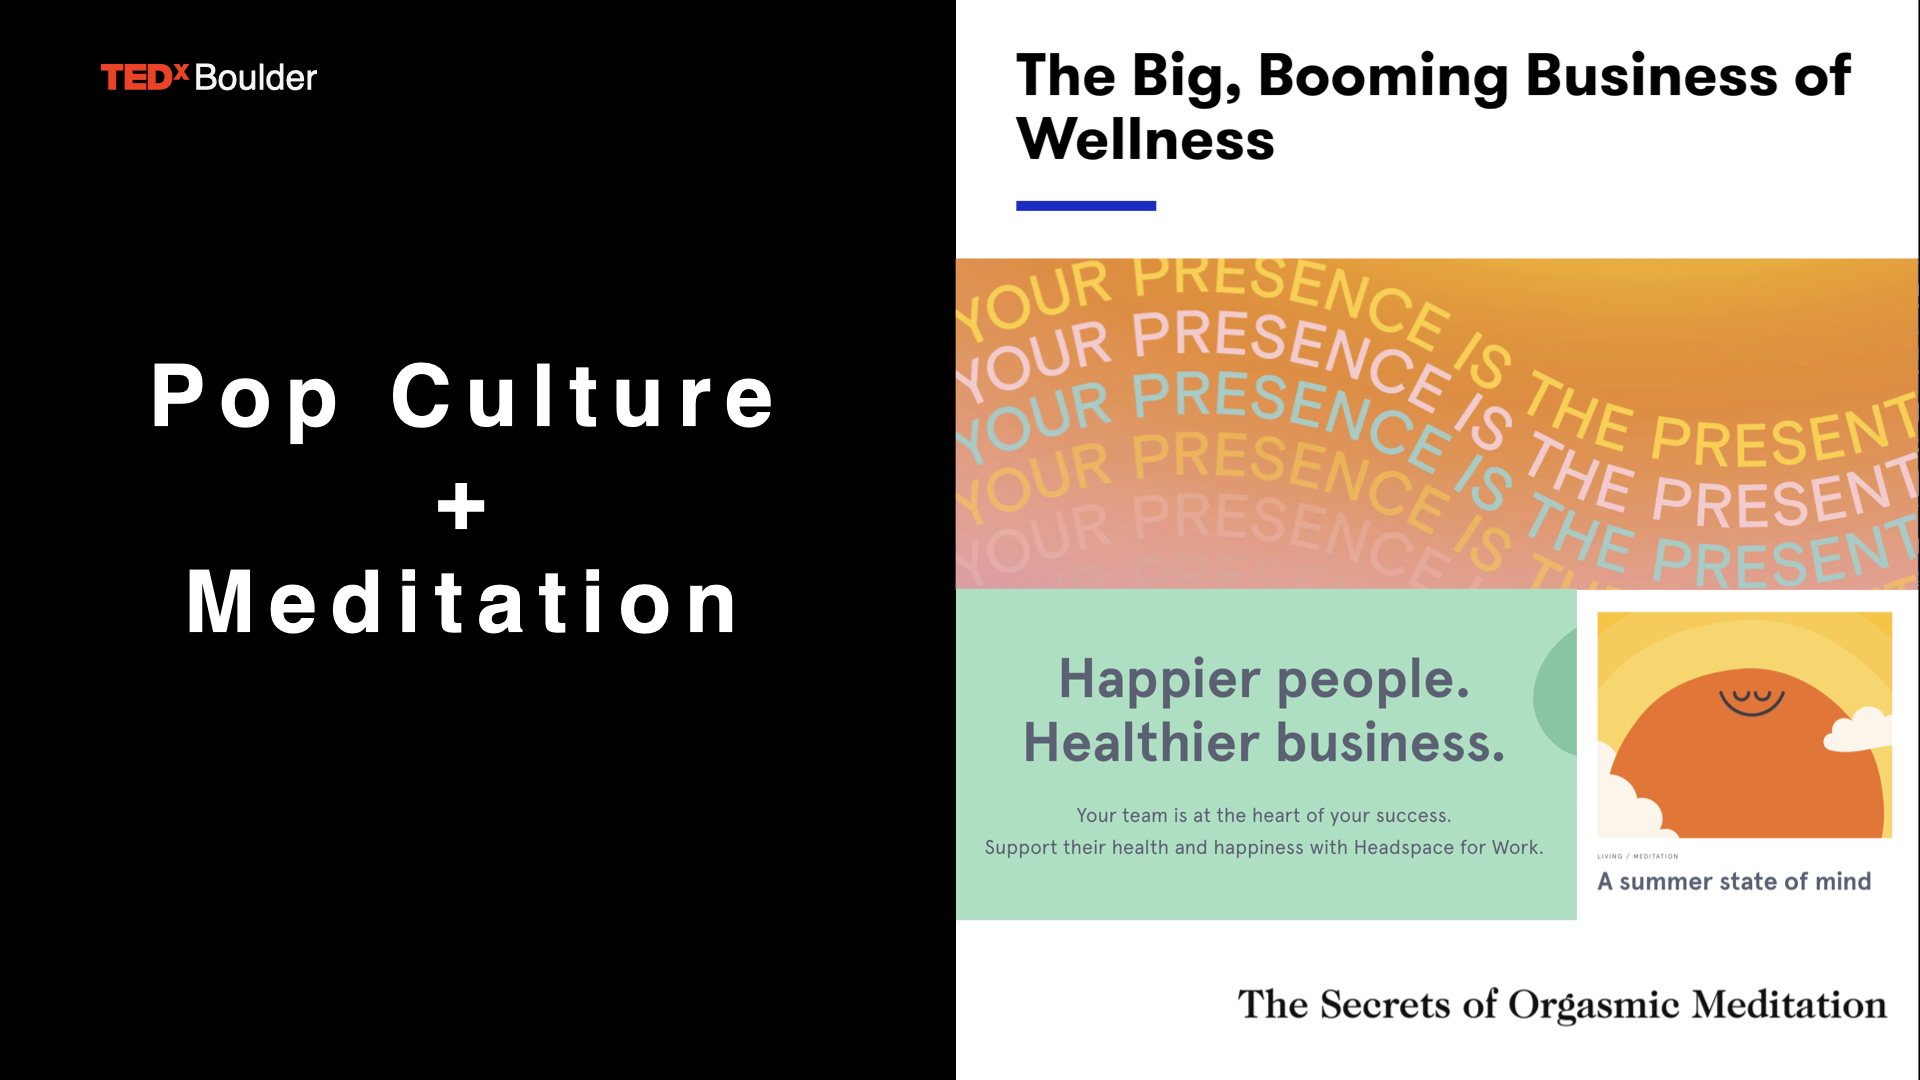 TEDx Boulder
Pop Culture
+
Meditation
The Big, Booming Business of
Wellness
YOUR PRESENCE IS THE PRESENT
YOUR PRESENCE IS THE PRESENT
YOUR PRESENCE IS THE PRESENT
YOUR PRESENCE IS TH
YOUR PRESENCE I
Happier people.
Healthier business.
Your team is at the heart of your success.
Support their health and happiness with Headspace for Work.
LIVING / MEDITATION
A summer state of mind
The Secrets of Orgasmic Meditation